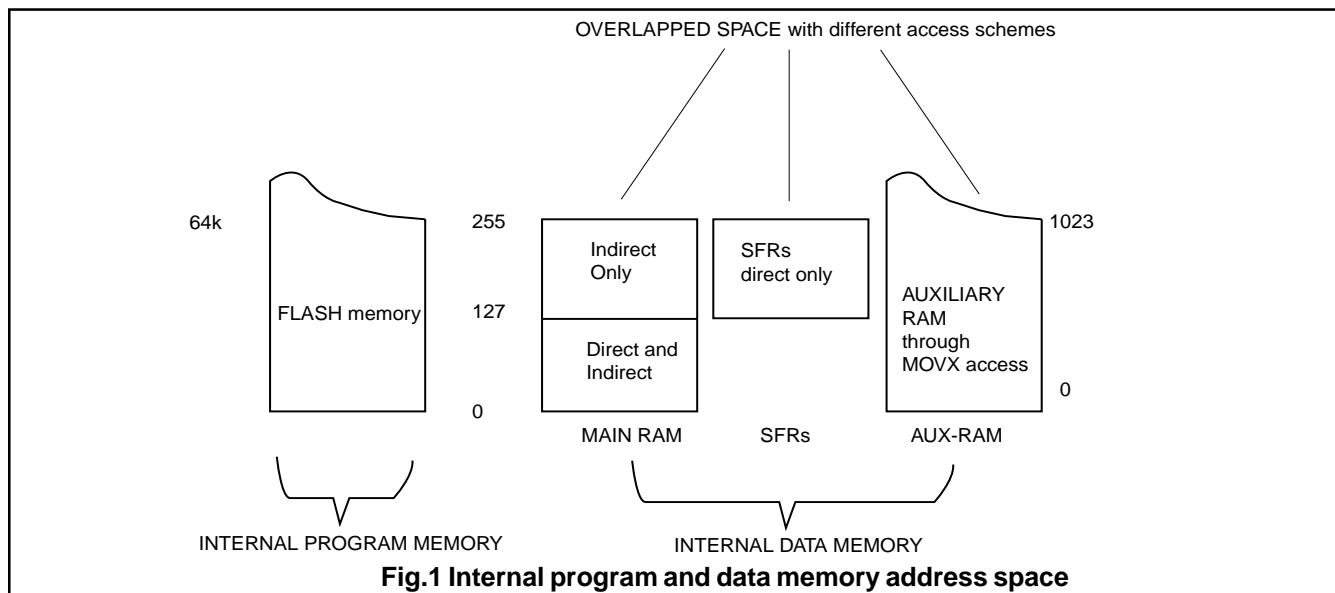 OVERLAPPED SPACE with different access schemes
64k
FLASH memory
255
127
0
Indirect
Only
Direct and
Indirect
SFRs
direct only
AUXILIARY
RAM
through
MOVX access
1023
0
MAIN RAM
SFRs
AUX-RAM
INTERNAL PROGRAM MEMORY
INTERNAL DATA MEMORY
Fig.1 Internal program and data memory address space